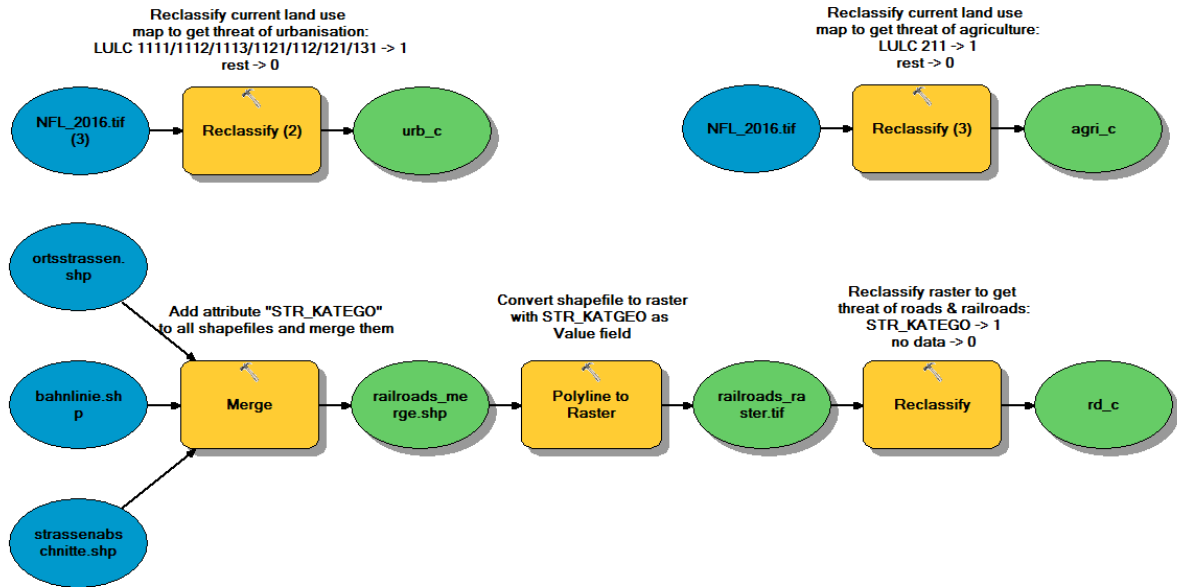 Reclassify current land use
map to get threat of urbanisation:
LULC 1111/1112/1113/1121/112/121/131 -> 1
rest -> 0
NFL_2016.tif
(3)
Reclassify (2)
urb_c
Reclassify current land use
map to get threat of agriculture:
LULC 211 -> 1
rest -> 0
NFL_2016.tif
Reclassify (3)
agri_c
ortsstrassen.
shp
Add attribute "STR_KATEGO"
to all shapefiles and merge them
Convert shapefile to raster
with STR_KATGEO as
Value field
Reclassify raster to get
threat of roads & railroads:
STR_KATEGO -> 1
no data -> 0
bahnlinie.sh
p
Merge
railroads_me
rge.shp
Polyline to
Raster
railroads_ra
ster.tif
Reclassify
rd_c
strassenabs
chnitte.shp